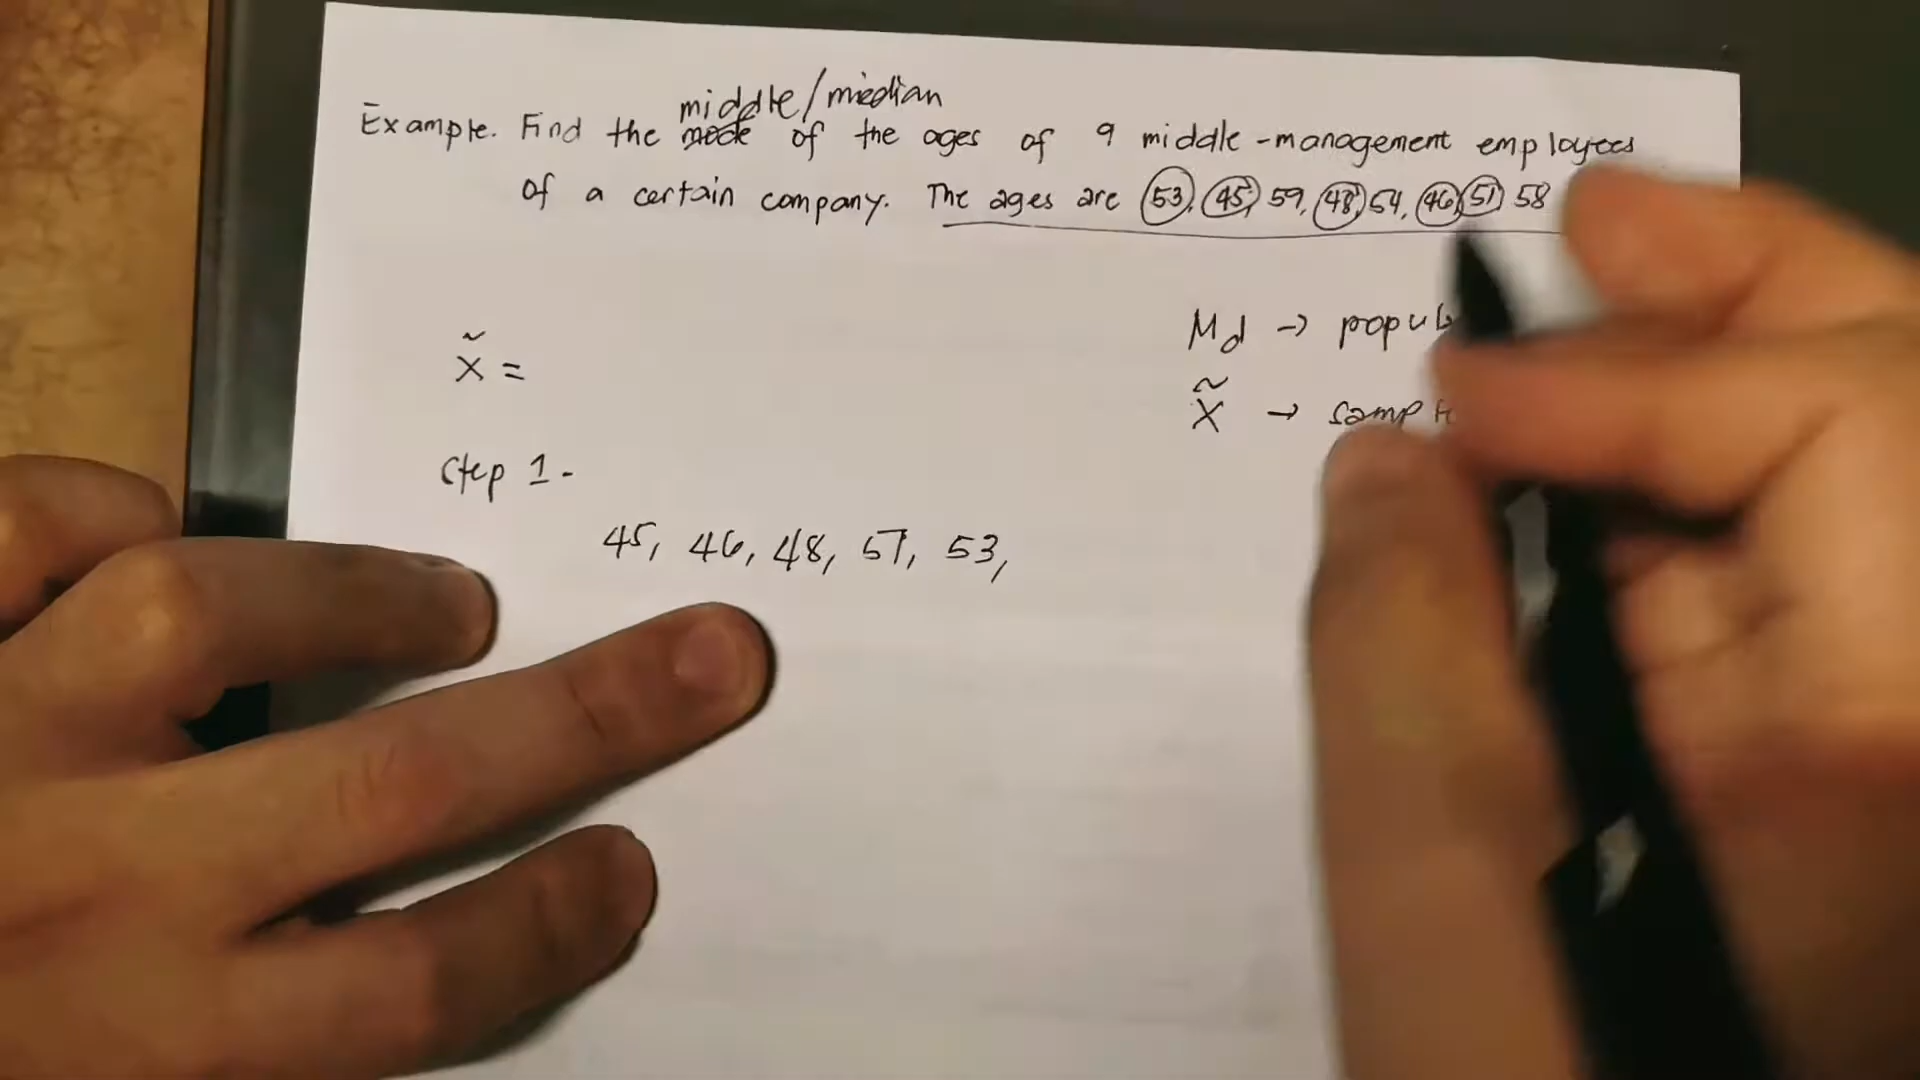 middle/median
Example. Find the mode of the ages of 9 middle-management employees
of a certain company. The ages are 53, 45, 59, 48, 54, 46, 51, 58
Md → popul
x̃ =
x̃ → sample
Step 1-
45, 46, 48, 51, 53,